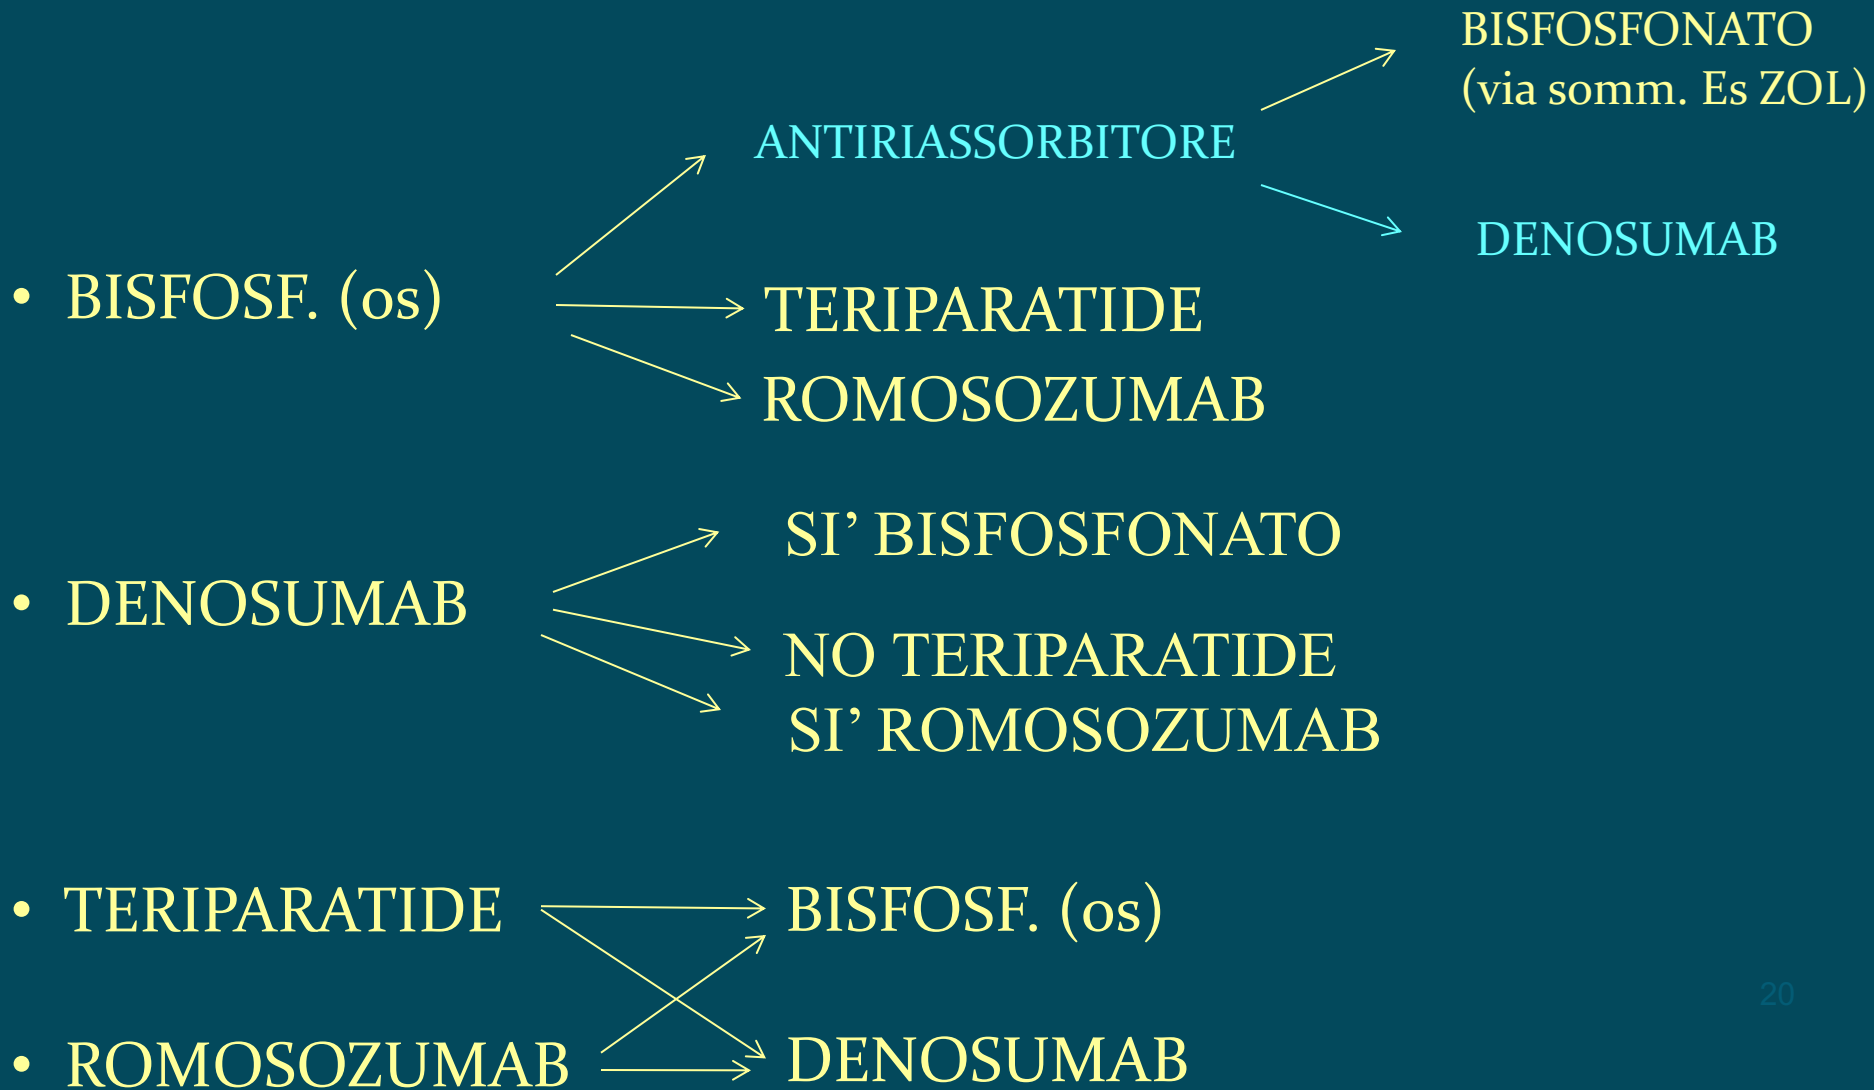 BISFOSFONATO
(via somm. Es ZOL)
ANTIRIASSORBITORE
DENOSUMAB
• BISFOSF. (os)
TERIPARATIDE
ROMOSOZUMAB
SI’ BISFOSFONATO
• DENOSUMAB
NO TERIPARATIDE
SI’ ROMOSOZUMAB
• TERIPARATIDE
BISFOSF. (os)
20
• ROMOSOZUMAB
DENOSUMAB